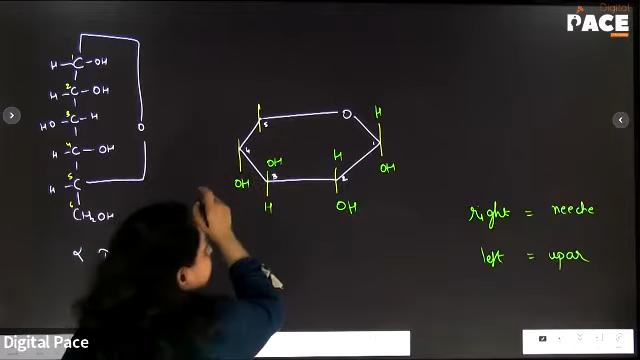 Digital
PACE
1
H-C-OH
2
H-C-OH
3
HO-C-H
4
H-C-OH
5
H-C
6
CH2OH
O
α
O
H
1
OH
H
2
OH
OH
3
H
4
OH
5
right = neeche
left = upar
Digital Pace